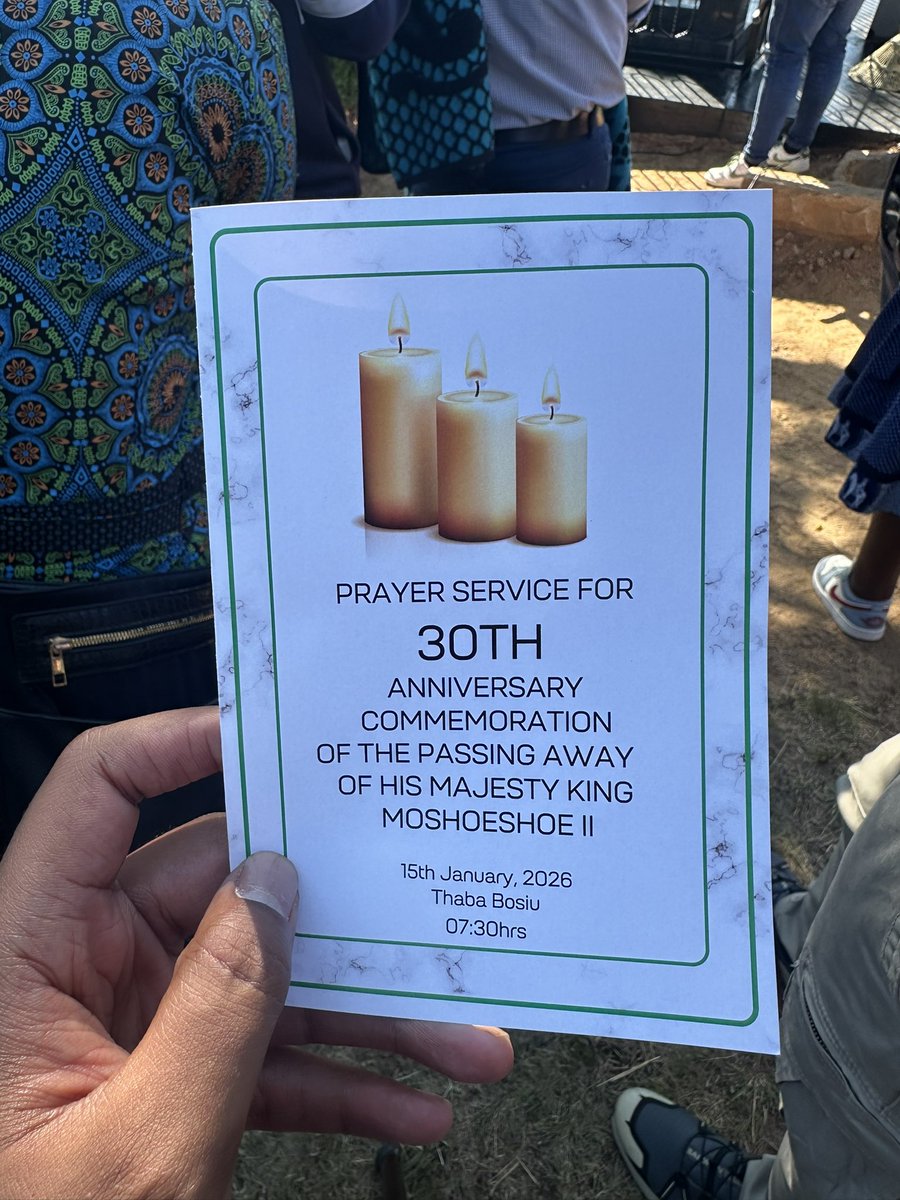 PRAYER SERVICE FOR
30TH
ANNIVERSARY
COMMEMORATION
OF THE PASSING AWAY
OF HIS MAJESTY KING
MOSHOESHOE II
15th January, 2026
Thaba Bosiu
07:30hrs